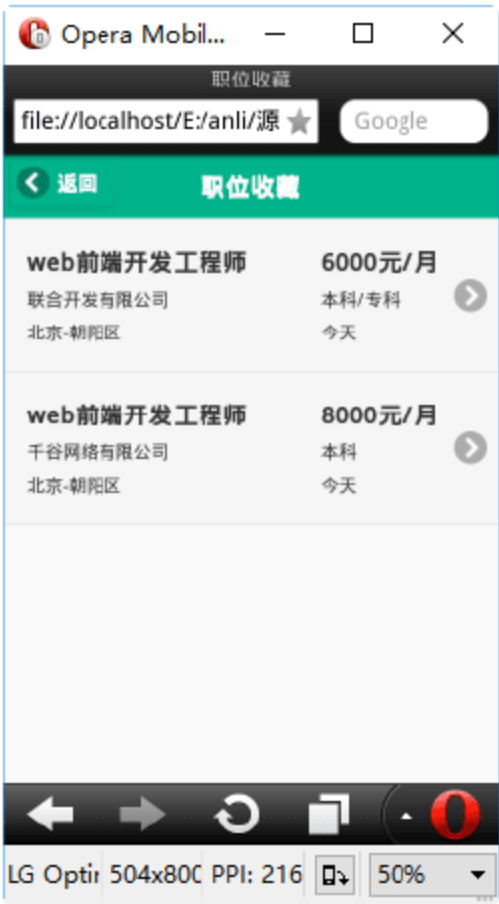 Opera Mobil...
职位收藏
file://localhost/E:/anli/源
Google
返回
职位收藏
web前端开发工程师 6000元/月
联合开发有限公司 本科/专科
北京-朝阳区 今天
web前端开发工程师 8000元/月
千谷网络有限公司 本科
北京-朝阳区 今天
LG Optir 504x800 PPI: 216 50%